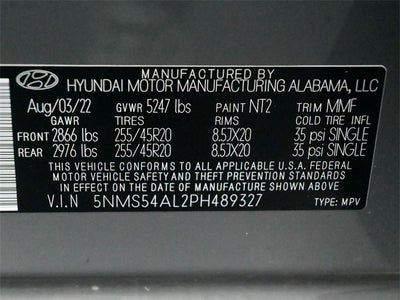 MANUFACTURED BY
HYUNDAI MOTOR MANUFACTURING ALABAMA, LLC
Aug/03/22 GVWR 5247 lbs PAINT NT2 TRIM MMF
GAWR TIRES RIMS COLD TIRE INFL
FRONT 2866 lbs 255/45R20 8.5JX20 35 psi SINGLE
REAR 2976 lbs 255/45R20 8.5JX20 35 psi SINGLE
THIS VEHICLE CONFORMS TO ALL APPLICABLE U.S.A. FEDERAL
MOTOR VEHICLE SAFETY AND THEFT PREVENTION STANDARDS
IN EFFECT ON THE DATE OF MANUFACTURE SHOWN ABOVE.
V.I.N 5NMS54AL2PH489327 TYPE: MPV